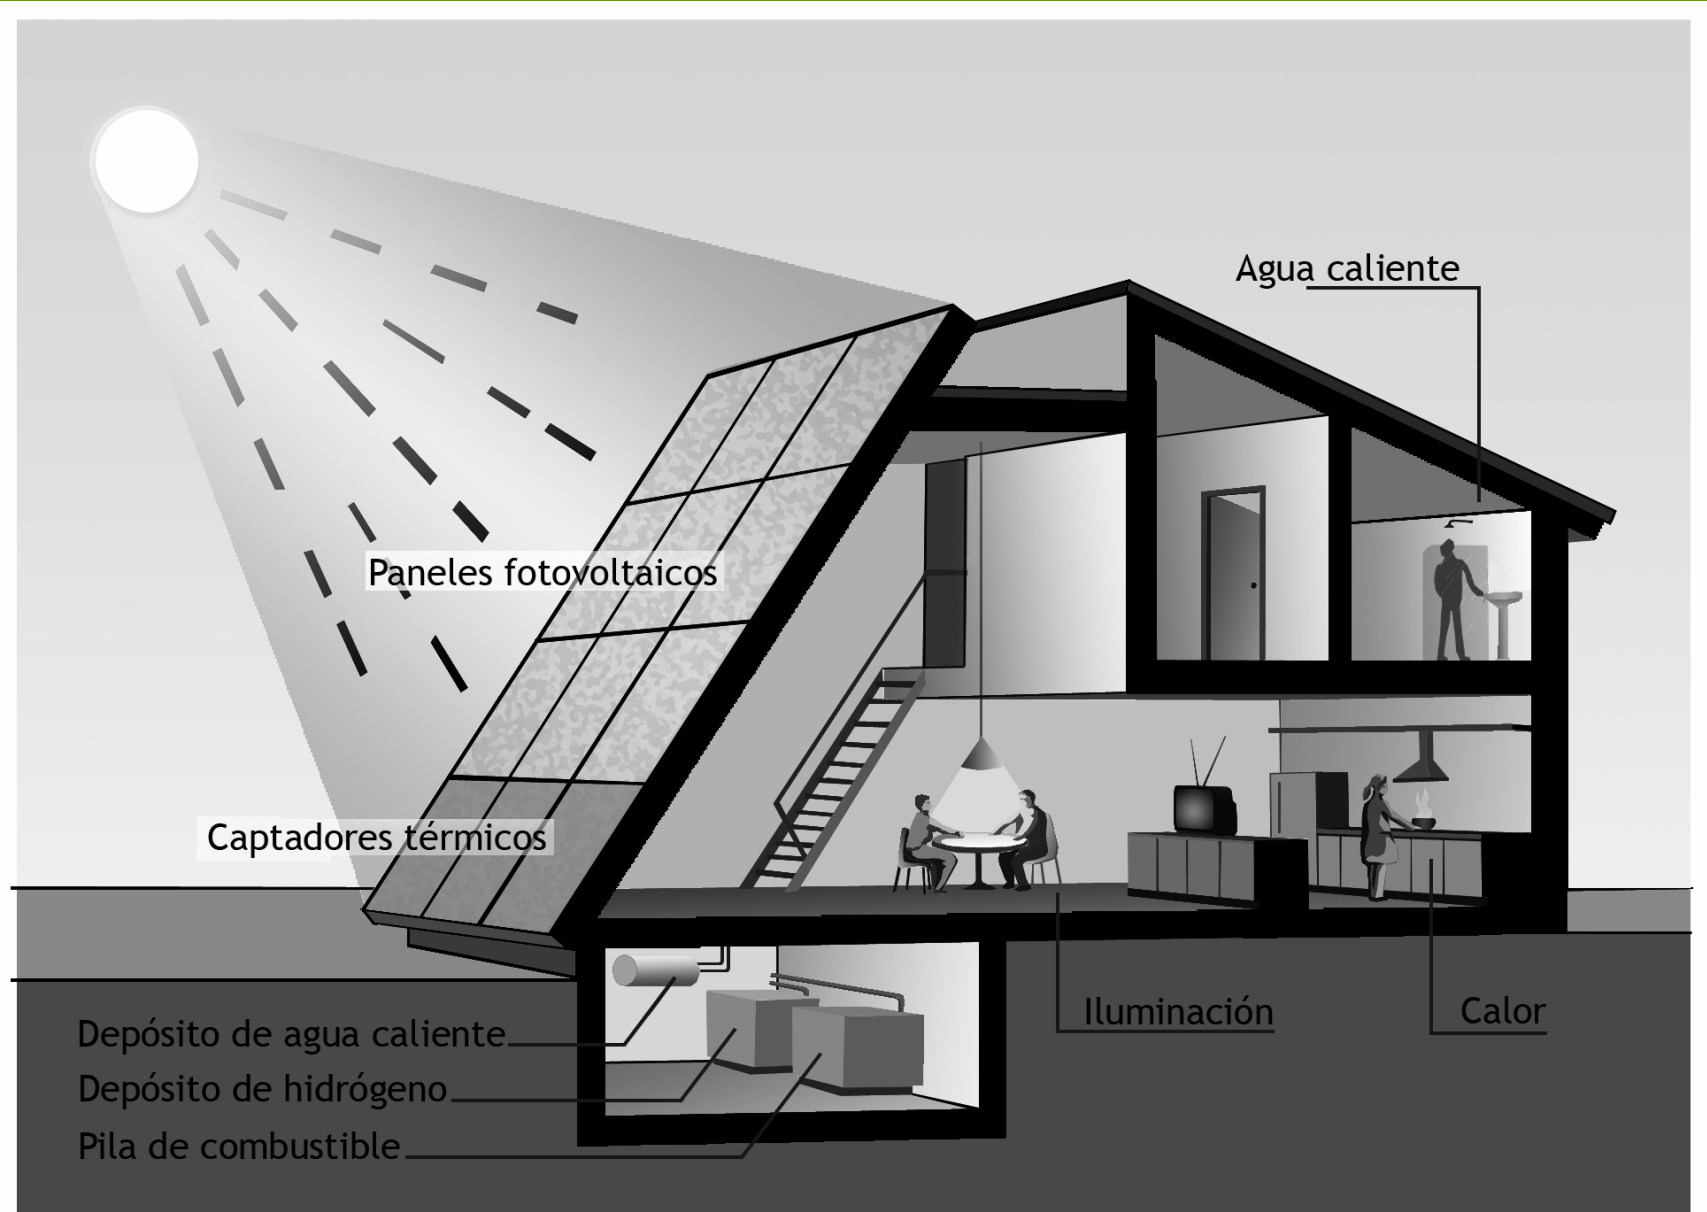 Agua caliente
Paneles fotovoltaicos
Captadores térmicos
Iluminación
Calor
Depósito de agua caliente
Depósito de hidrógeno
Pila de combustible